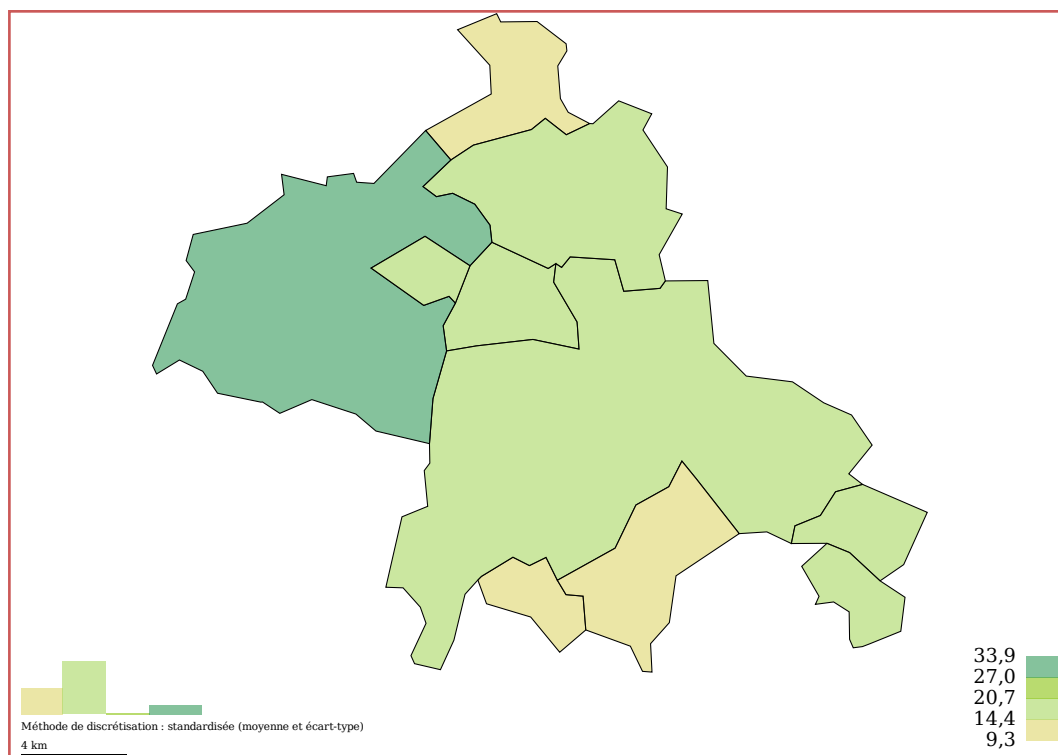 33,9
27,0
20,7
14,4
9,3
Méthode de discrétisation : standardisée (moyenne et écart-type)
4 km